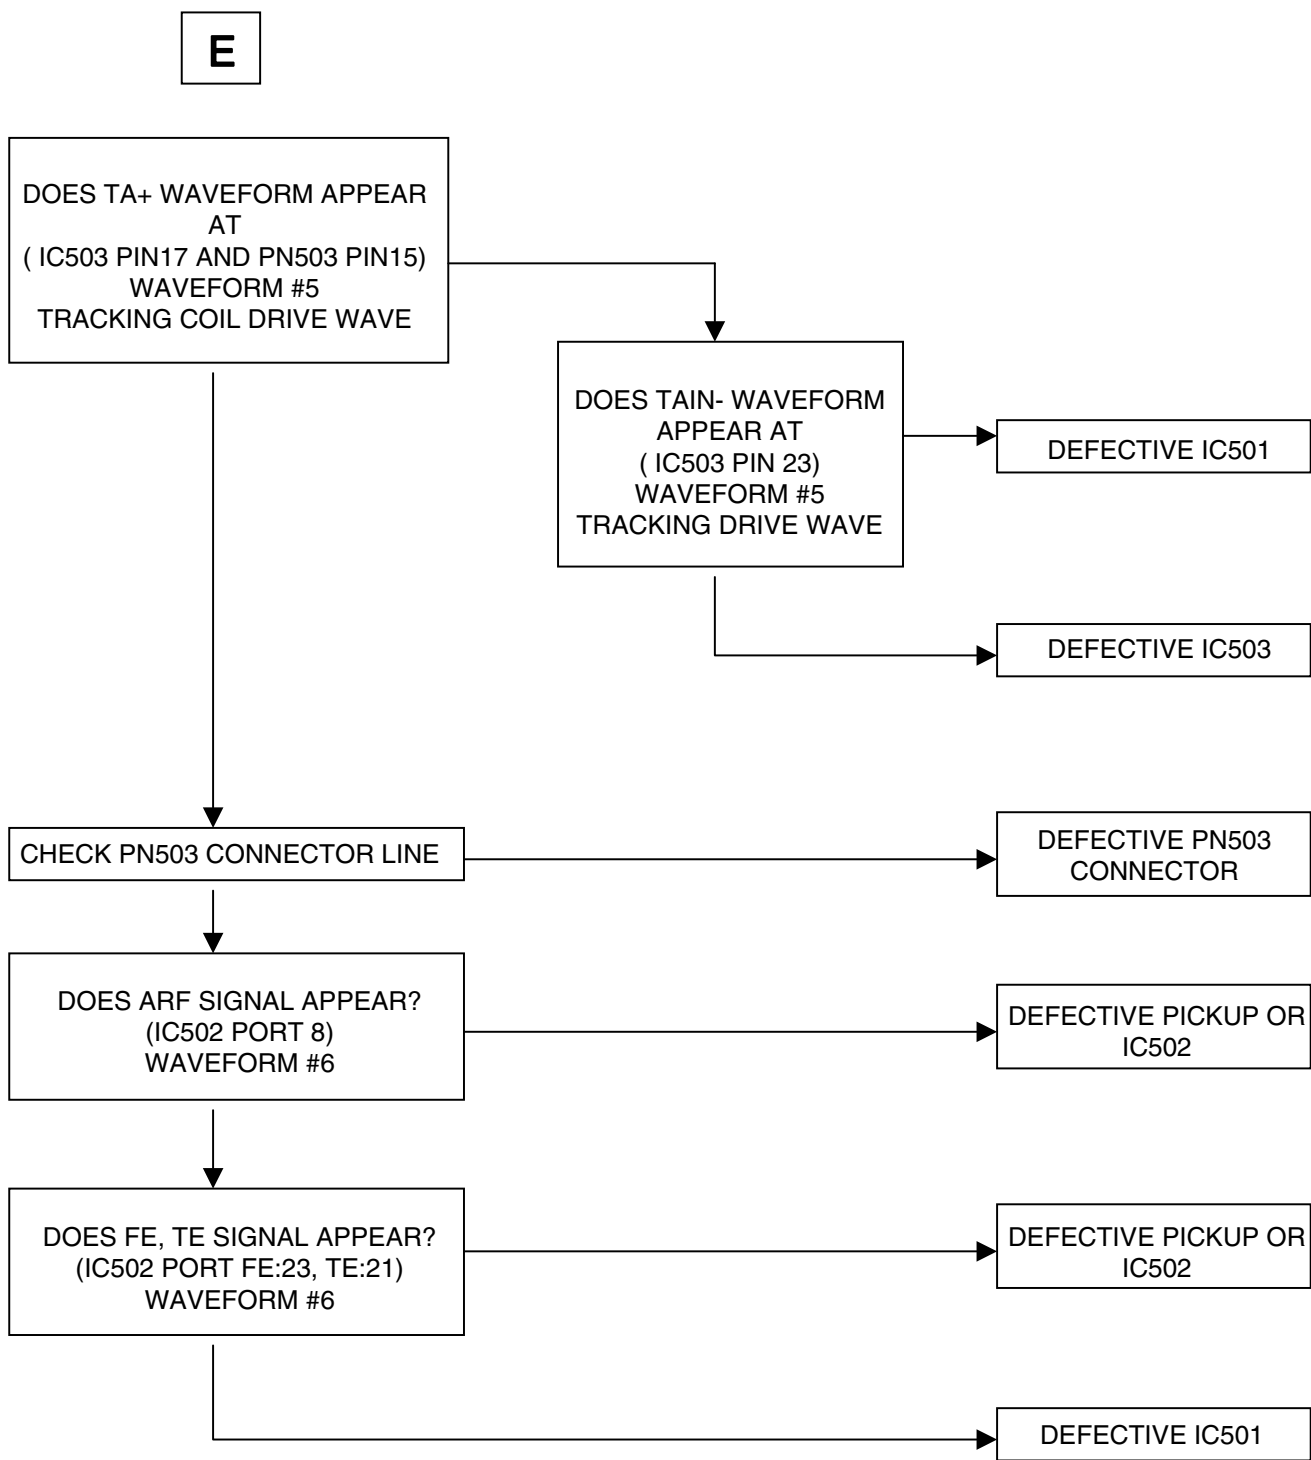 E
DOES TA+ WAVEFORM APPEAR
AT
( IC503 PIN17 AND PN503 PIN15)
WAVEFORM #5
TRACKING COIL DRIVE WAVE
DOES TAIN- WAVEFORM
APPEAR AT
( IC503 PIN 23)
WAVEFORM #5
TRACKING DRIVE WAVE
DEFECTIVE IC501
DEFECTIVE IC503
CHECK PN503 CONNECTOR LINE
DEFECTIVE PN503
CONNECTOR
DOES ARF SIGNAL APPEAR?
(IC502 PORT 8)
WAVEFORM #6
DEFECTIVE PICKUP OR
IC502
DOES FE, TE SIGNAL APPEAR?
(IC502 PORT FE:23, TE:21)
WAVEFORM #6
DEFECTIVE PICKUP OR
IC502
DEFECTIVE IC501